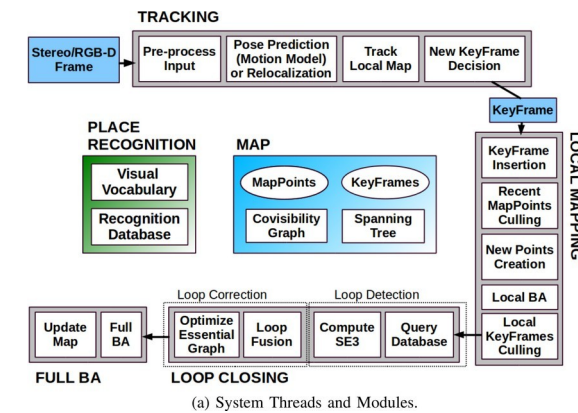 TRACKING
Stereo/RGB-D
Frame
Pre-process
Input
Pose Prediction
(Motion Model)
or Relocalization
Track
Local Map
New KeyFrame
Decision
KeyFrame
LOCAL MAPPING
KeyFrame
Insertion
Recent
MapPoints
Culling
New Points
Creation
Local BA
Local
KeyFrames
Culling
PLACE
RECOGNITION
Visual
Vocabulary
Recognition
Database
MAP
MapPoints
KeyFrames
Covisibility
Graph
Spanning
Tree
Loop Correction
Loop Detection
Optimize
Essential
Graph
Loop
Fusion
Compute
SE3
Query
Database
Update
Map
Full
BA
FULL BA
LOOP CLOSING
(a) System Threads and Modules.